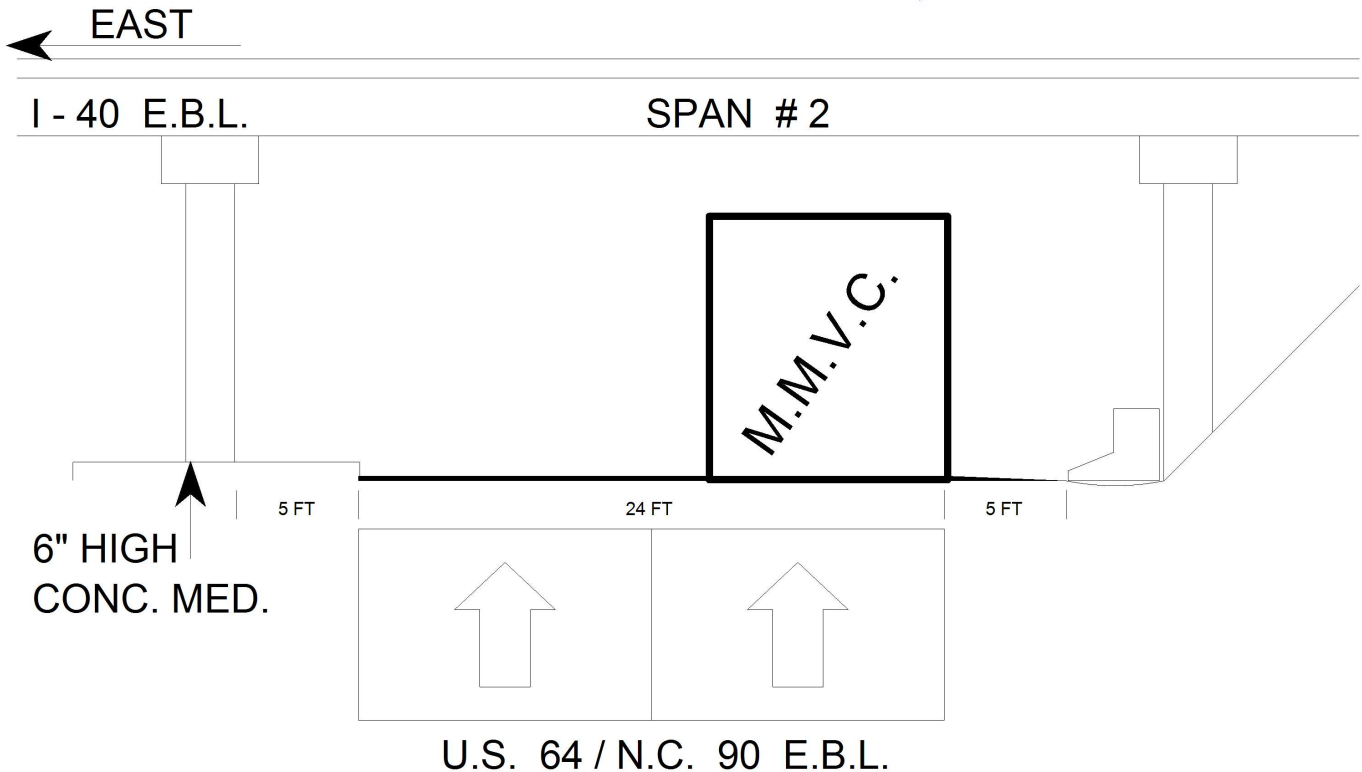 EAST
I - 40 E.B.L.
SPAN # 2
M.M.V.C.
5 FT
24 FT
5 FT
6" HIGH
CONC. MED.
U.S. 64 / N.C. 90 E.B.L.